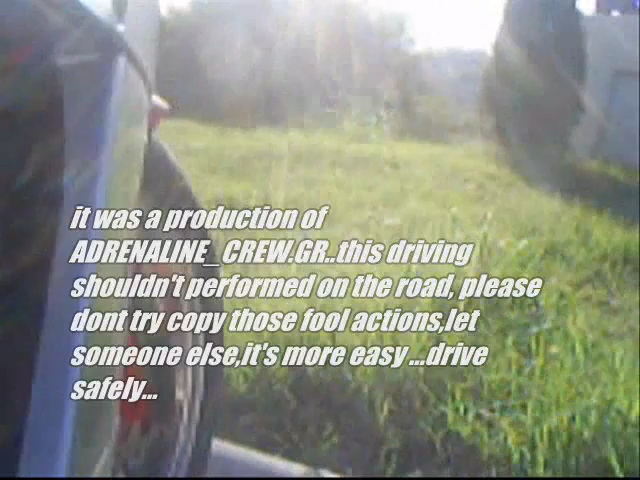 it was a production of
ADRENALINE_CREW.GR..this driving
shouldn't performed on the road, please
dont try copy those fool actions,let
someone else,it's more easy ...drive
safely...